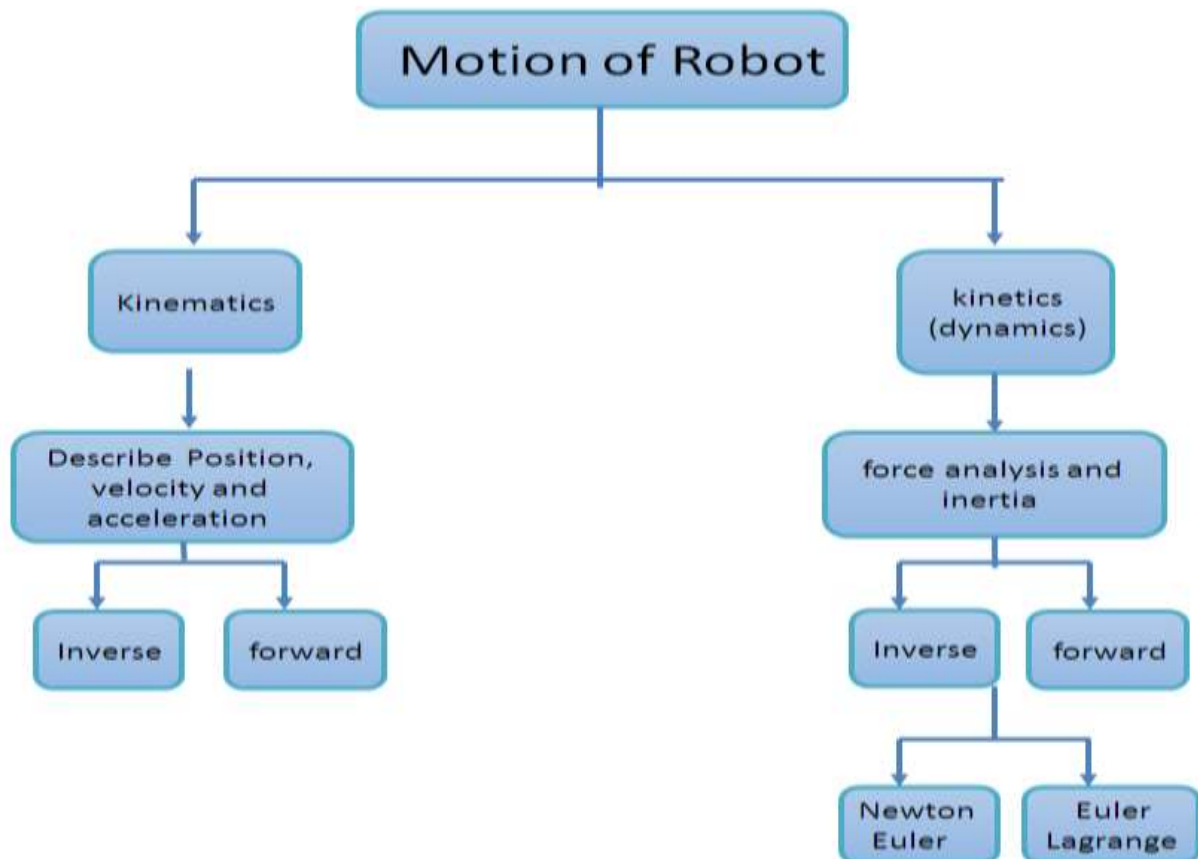 Motion of Robot
Kinematics
kinetics
(dynamics)
Describe Position,
velocity and
acceleration
force analysis and
inertia
Inverse
forward
Inverse
forward
Newton
Euler
Euler
Lagrange